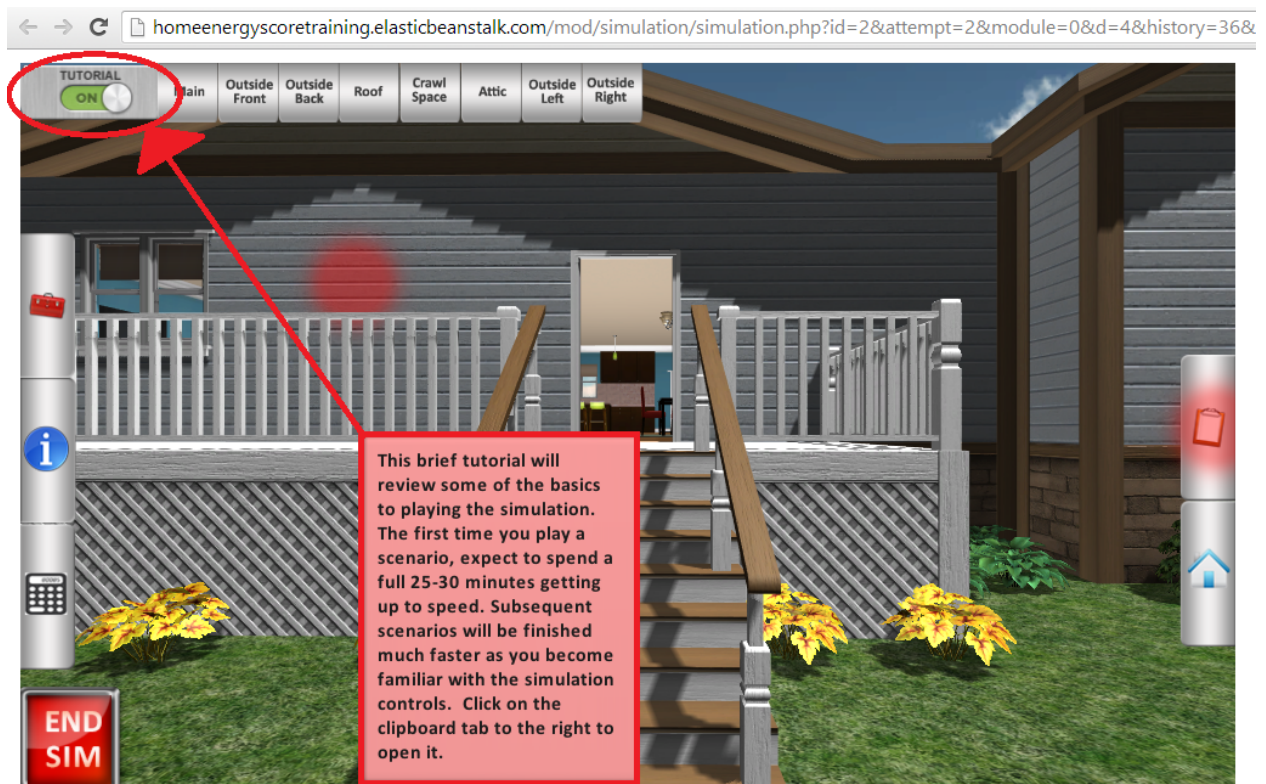 homeenergyscoretraining.elasticbeanstalk.com/mod/simulation/simulation.php?id=2&attempt=2&module=0&d=4&history=36&
TUTORIAL
ON
Main
Outside
Front
Outside
Back
Roof
Crawl
Space
Attic
Outside
Left
Outside
Right
This brief tutorial will
review some of the basics
to playing the simulation.
The first time you play a
scenario, expect to spend a
full 25-30 minutes getting
up to speed. Subsequent
scenarios will be finished
much faster as you become
familiar with the simulation
controls. Click on the
clipboard tab to the right to
open it.
END
SIM